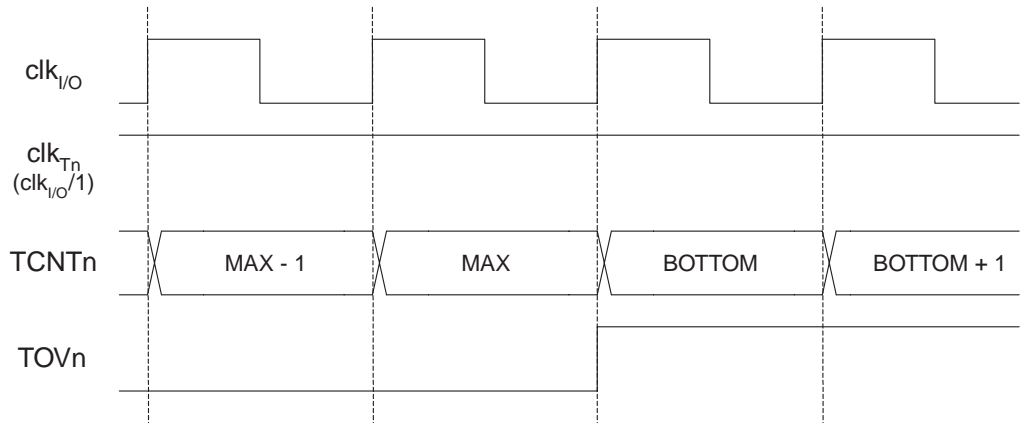 clkI/O
clkTn
(clkI/O/1)
TCNTn MAX - 1 MAX BOTTOM BOTTOM + 1
TOVn